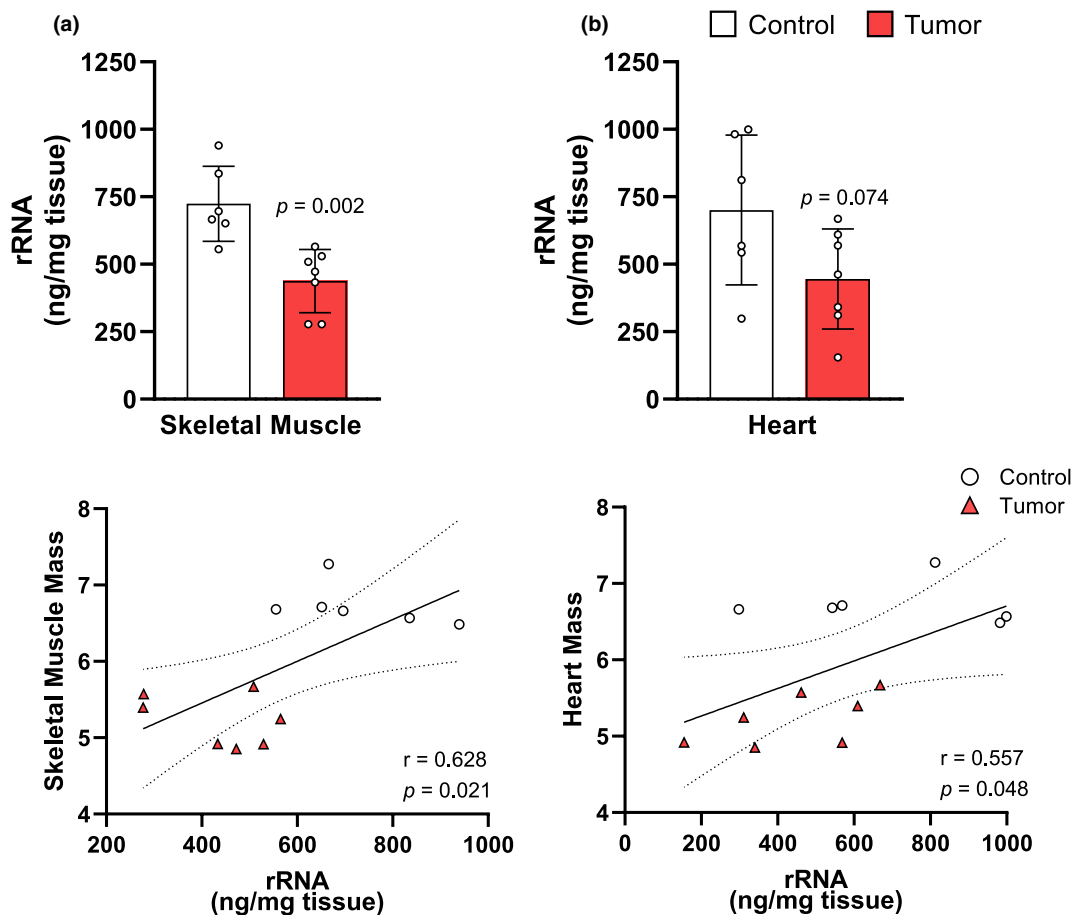 (a)
(b)
Control Tumor
1250
1000
750
500
250
0
rRNA
(ng/mg tissue)
p = 0.002
Skeletal Muscle
1250
1000
750
500
250
0
rRNA
(ng/mg tissue)
p = 0.074
Heart
8
7
6
5
4
Skeletal Muscle Mass
r = 0.628
p = 0.021
200 400 600 800 1000
rRNA
(ng/mg tissue)
Control
Tumor
8
7
6
5
4
Heart Mass
r = 0.557
p = 0.048
0 200 400 600 800 1000
rRNA
(ng/mg tissue)